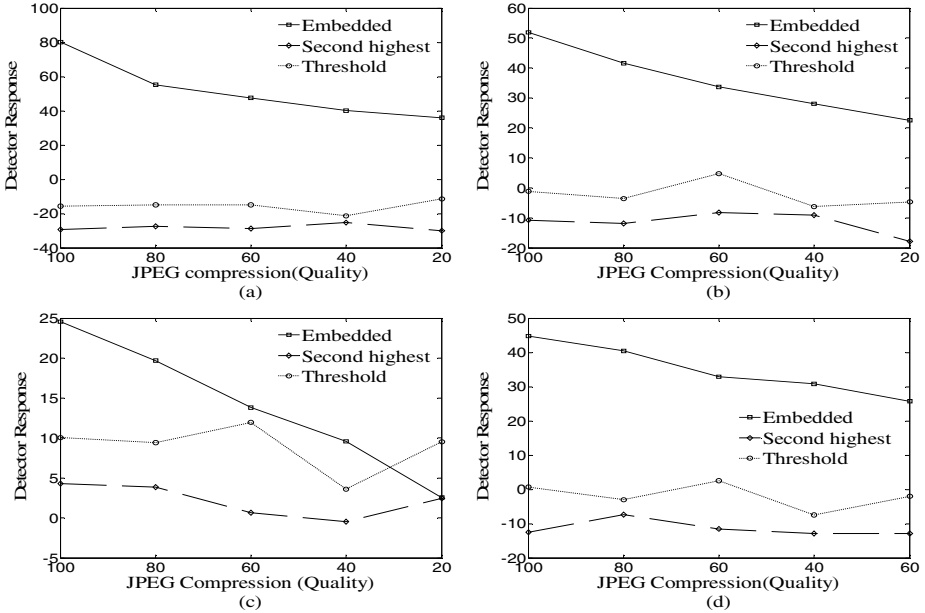 100
80
60
40
20
0
-20
-40
Detector Response
Embedded
Second highest
Threshold
100 80 60 40 20
JPEG compression(Quality)
(a)
60
50
40
30
20
10
0
-10
-20
Detector Response
Embedded
Second highest
Threshold
100 80 60 40 20
JPEG Compression(Quality)
(b)
25
20
15
10
5
0
-5
Detector Response
Embedded
Second highest
Threshold
100 80 60 40 20
JPEG Compression (Quality)
(c)
50
40
30
20
10
0
-10
-20
Detector Response
Embedded
Second highest
Threshold
100 80 60 40 60
JPEG Compression(Quality)
(d)